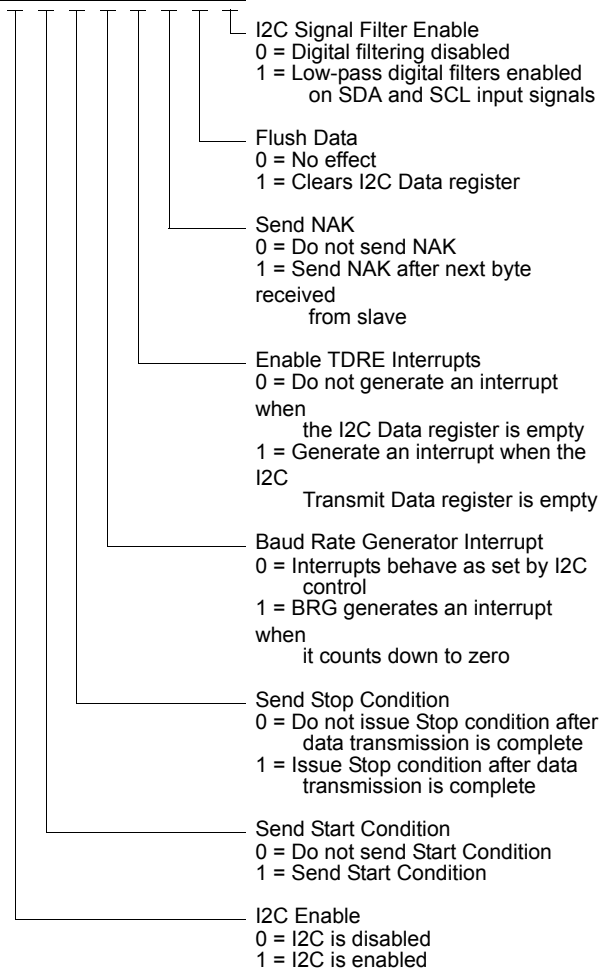 I2C Signal Filter Enable
0 = Digital filtering disabled
1 = Low-pass digital filters enabled
on SDA and SCL input signals
Flush Data
0 = No effect
1 = Clears I2C Data register
Send NAK
0 = Do not send NAK
1 = Send NAK after next byte
received
from slave
Enable TDRE Interrupts
0 = Do not generate an interrupt
when
the I2C Data register is empty
1 = Generate an interrupt when the
I2C
Transmit Data register is empty
Baud Rate Generator Interrupt
0 = Interrupts behave as set by I2C
control
1 = BRG generates an interrupt
when
it counts down to zero
Send Stop Condition
0 = Do not issue Stop condition after
data transmission is complete
1 = Issue Stop condition after data
transmission is complete
Send Start Condition
0 = Do not send Start Condition
1 = Send Start Condition
I2C Enable
0 = I2C is disabled
1 = I2C is enabled